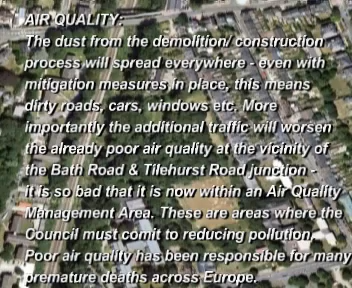 AIR QUALITY:
The dust from the demolition/ construction
process will spread everywhere - even with
mitigation measures in place, this means
dirty roads, cars, windows etc. More
importantly the additional traffic will worsen
the already poor air quality at the vicinity of
the Bath Road & Tilehurst Road junction -
it is so bad that it is now within an Air Quality
Management Area. These are areas where the
Council must comit to reducing pollution.
Poor air quality has been responsible for many
premature deaths across Europe.